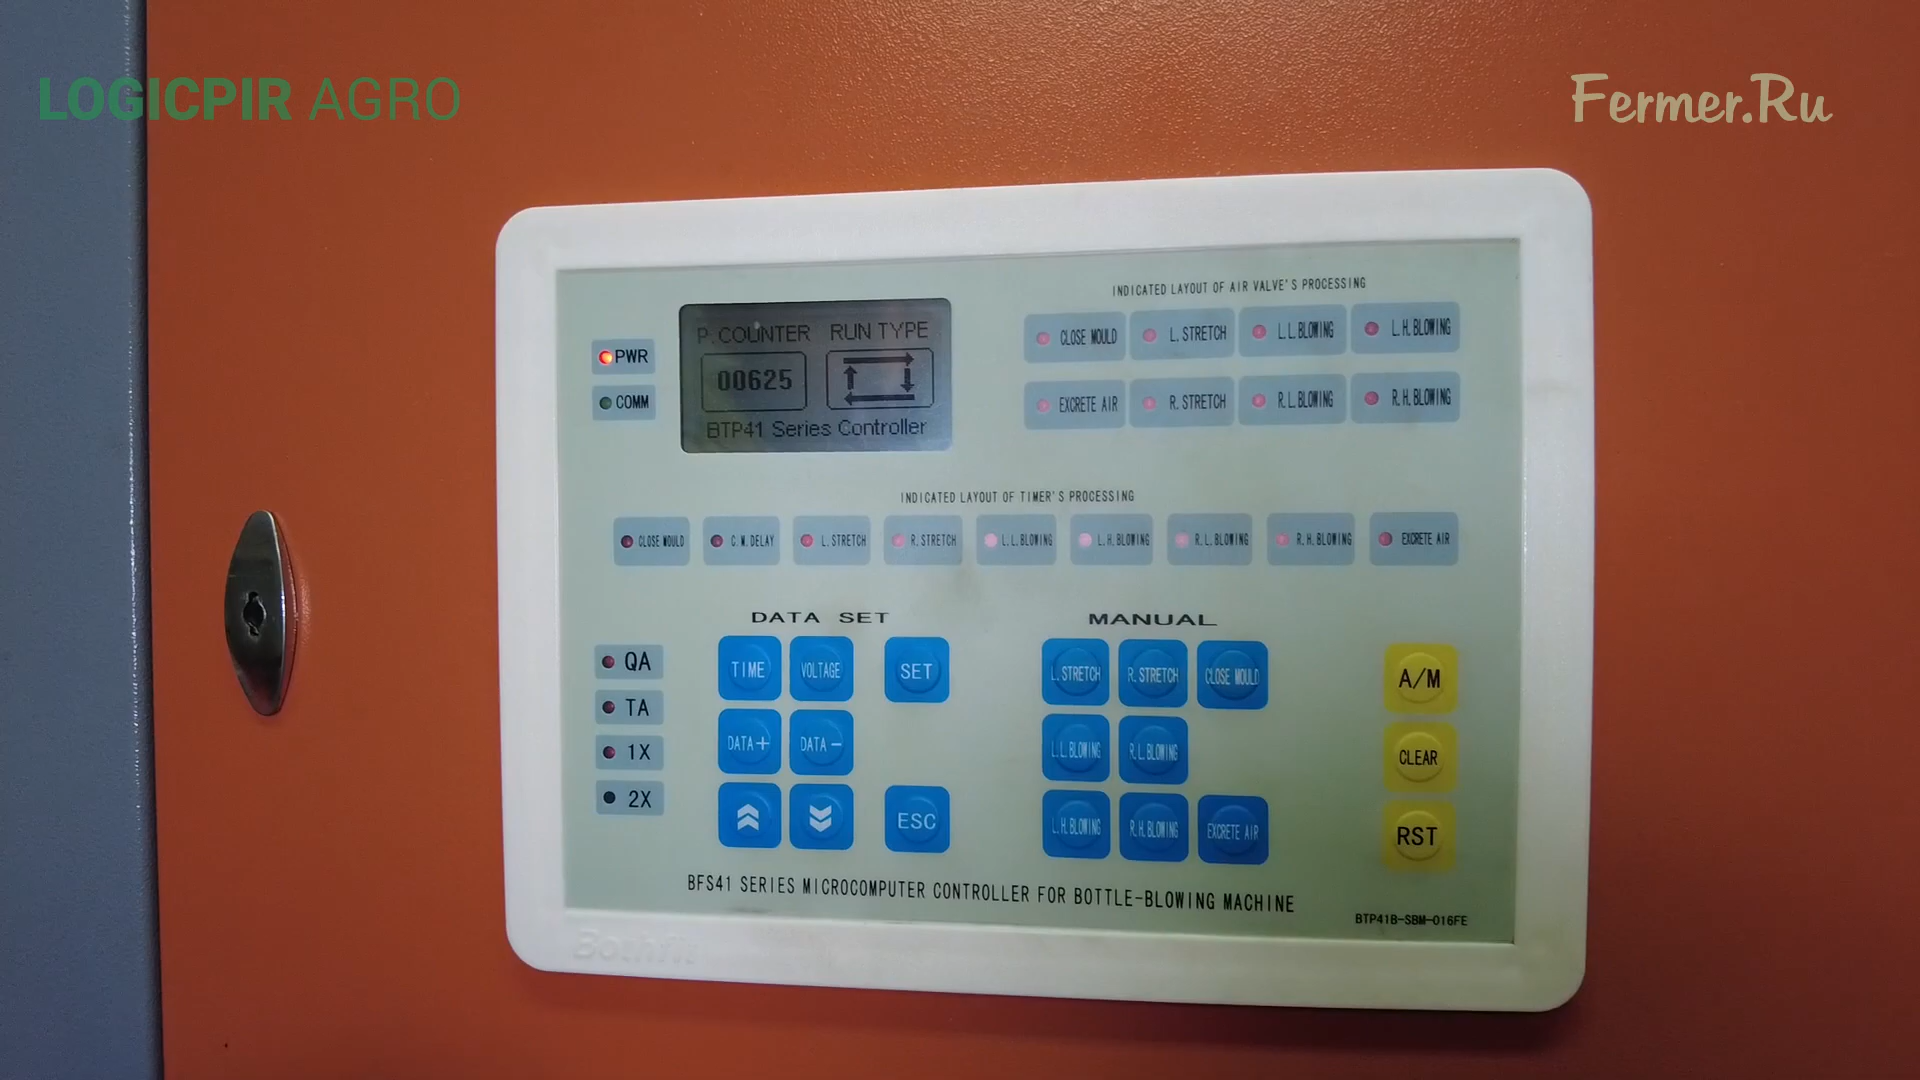 LOGICPIR AGRO
Fermer.Ru
INDICATED LAYOUT OF AIR VALVE'S PROCESSING
P.COUNTER RUN TYPE
00625
BTP41 Series Controller
PWR
COMM
CLOSE MOULD L.STRETCH L.L.BLOWING L.H.BLOWING
EXCRETE AIR R.STRETCH R.L.BLOWING R.H.BLOWING
INDICATED LAYOUT OF TIMER'S PROCESSING
CLOSE MOULD C.M.DELAY L.STRETCH R.STRETCH L.L.BLOWING L.H.BLOWING R.L.BLOWING R.H.BLOWING EXCRETE AIR
DATA SET
MANUAL
QA
TA
1X
2X
TIME VOLTAGE SET
DATA+ DATA-
ESC
L.STRETCH R.STRETCH CLOSE MOULD
L.L.BLOWING R.L.BLOWING
L.H.BLOWING R.H.BLOWING EXCRETE AIR
A/M
CLEAR
RST
BFS41 SERIES MICROCOMPUTER CONTROLLER FOR BOTTLE-BLOWING MACHINE
BTP41B-SBM-016FE